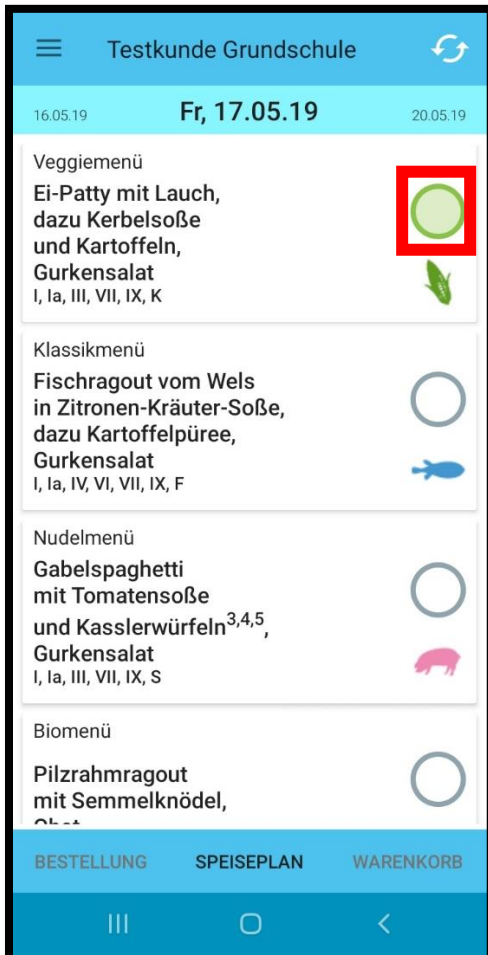 Testkunde Grundschule
16.05.19 Fr, 17.05.19 20.05.19
Veggiemenü
Ei-Patty mit Lauch,
dazu Kerbelsoße
und Kartoffeln,
Gurkensalat
I, Ia, III, VII, IX, K
Klassikmenü
Fischragout vom Wels
in Zitronen-Kräuter-Soße,
dazu Kartoffelpüree,
Gurkensalat
I, Ia, IV, VI, VII, IX, F
Nudelmenü
Gabelspaghetti
mit Tomatensoße
und Kasslerwürfeln3,4,5,
Gurkensalat
I, Ia, III, VII, IX, S
Biomenü
Pilzrahmragout
mit Semmelknödel,
BESTELLUNG SPEISEPLAN WARENKORB